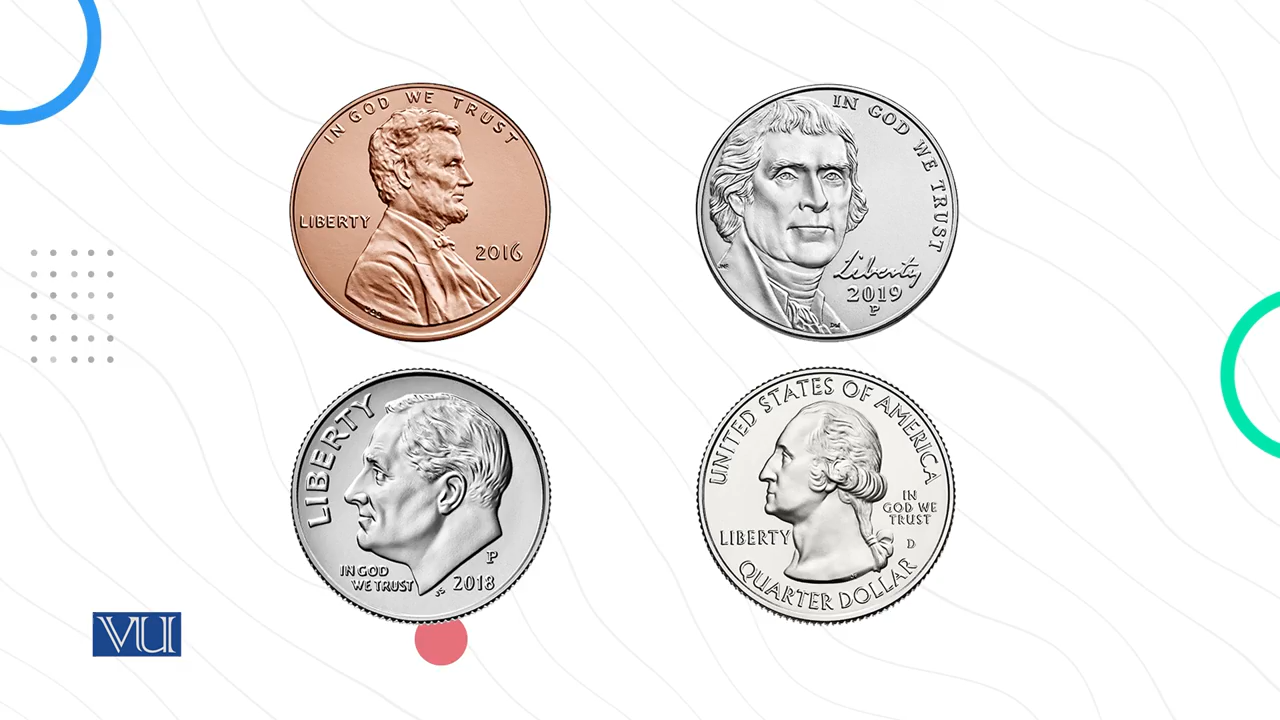 IN GOD WE TRUST
LIBERTY
2016
IN GOD WE TRUST
Liberty
2019
P
LIBERTY
IN GOD
WE TRUST
JS
2018
P
UNITED STATES OF AMERICA
IN
GOD WE
TRUST
LIBERTY
D
QUARTER DOLLAR
VU